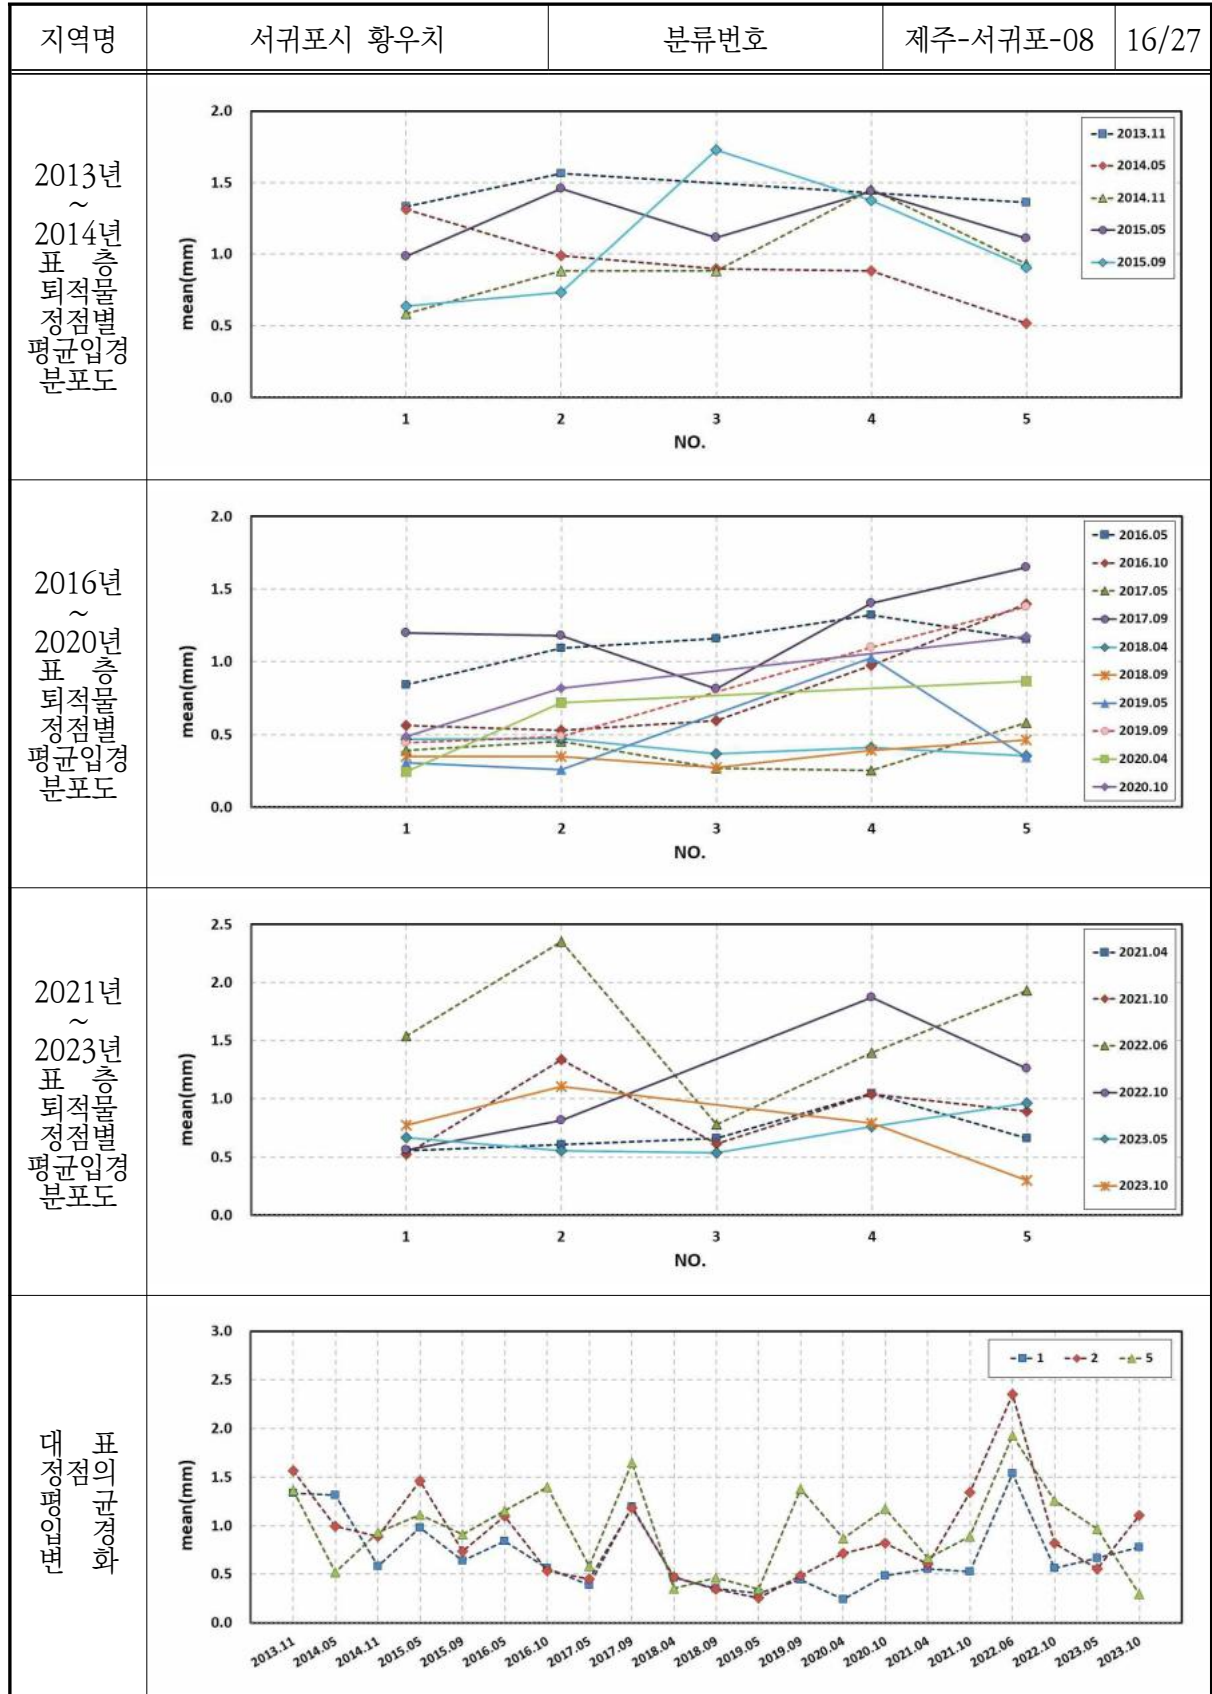 지역명 서귀포시 황우치 분류번호 제주-서귀포-08 16/27
2013년
~
2014년
표 층
퇴적물
정점별
평균입경
분포도
2.0
1.5
1.0
0.5
0.0
mean(mm)
1 2 3 4 5
NO.
2013.11
2014.05
2014.11
2015.05
2015.09
2016년
~
2020년
표 층
퇴적물
정점별
평균입경
분포도
2.0
1.5
1.0
0.5
0.0
mean(mm)
1 2 3 4 5
NO.
2016.05
2016.10
2017.05
2017.09
2018.04
2018.09
2019.05
2019.09
2020.04
2020.10
2021년
~
2023년
표 층
퇴적물
정점별
평균입경
분포도
2.5
2.0
1.5
1.0
0.5
0.0
mean(mm)
1 2 3 4 5
NO.
2021.04
2021.10
2022.06
2022.10
2023.05
2023.10
대 표
정점의
평 균
입 경
변 화
3.0
2.5
2.0
1.5
1.0
0.5
0.0
mean(mm)
1 2 5
2013.11 2014.05 2014.11 2015.05 2015.09 2016.05 2016.10 2017.05 2017.09 2018.04 2018.09 2019.05 2019.09 2020.04 2020.10 2021.04 2021.10 2022.06 2022.10 2023.05 2023.10